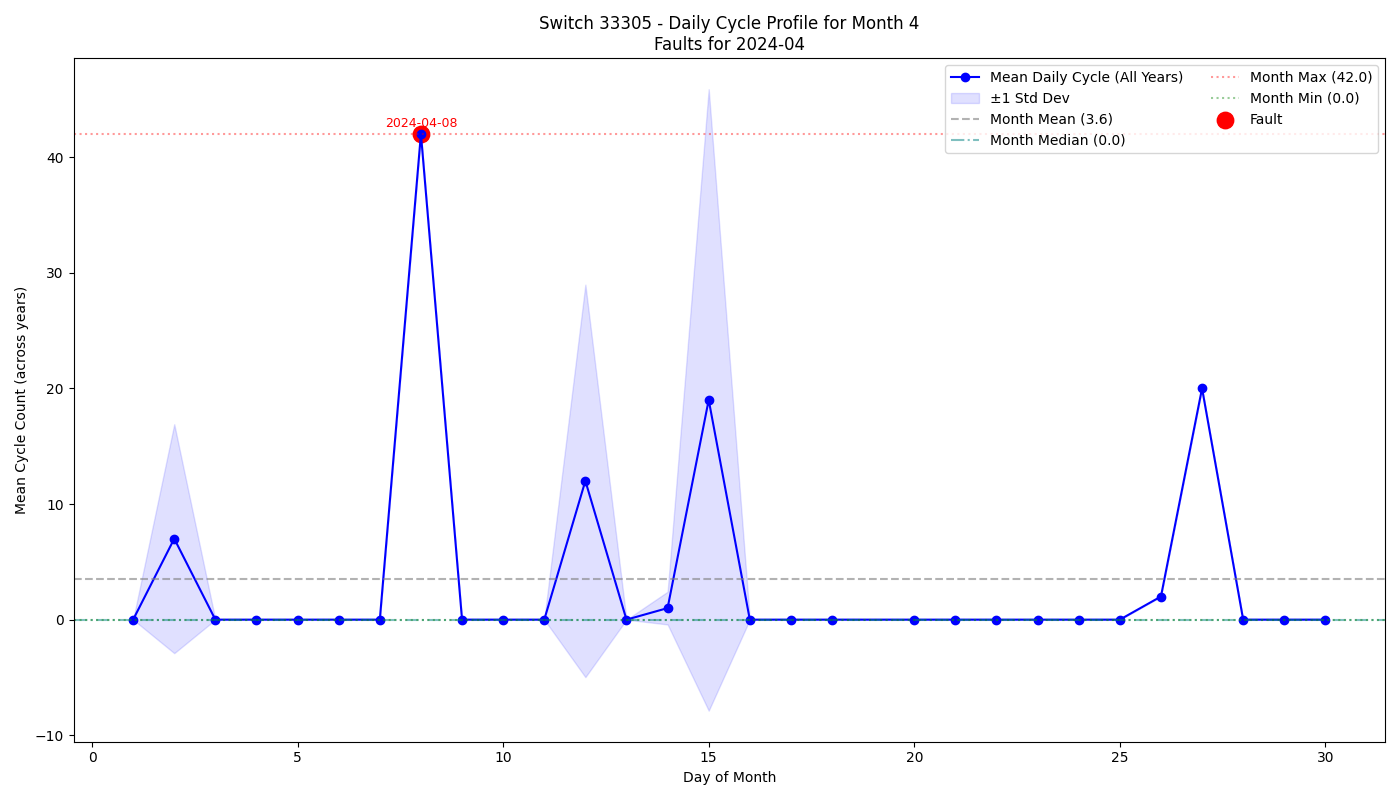 Switch 33305 - Daily Cycle Profile for Month 4
Faults for 2024-04
Mean Daily Cycle (All Years)
±1 Std Dev
Month Mean (3.6)
Month Median (0.0)
Month Max (42.0)
Month Min (0.0)
Fault
2024-04-08
Mean Cycle Count (across years)
40
30
20
10
0
−10
0
5
10
15
20
25
30
Day of Month